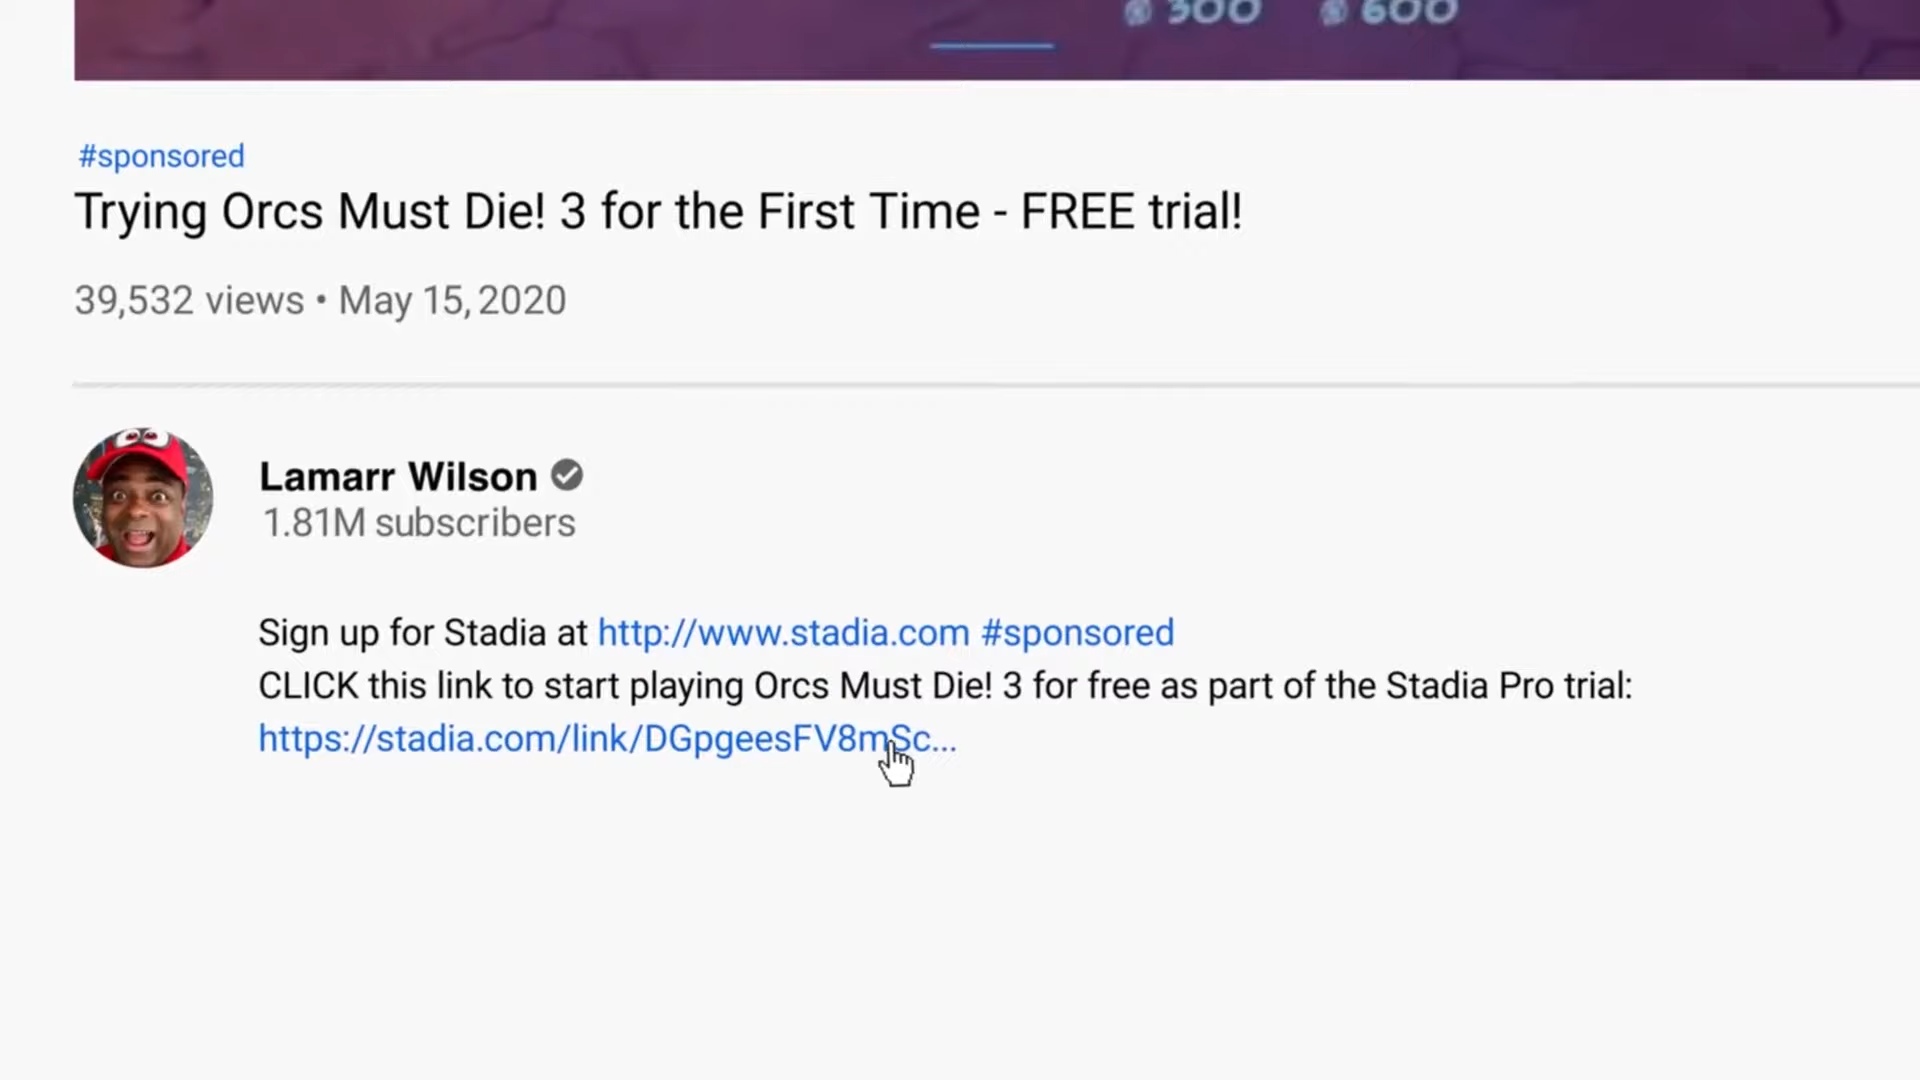 300 600
#sponsored
Trying Orcs Must Die! 3 for the First Time - FREE trial!
39,532 views • May 15, 2020
Lamarr Wilson
1.81M subscribers
Sign up for Stadia at http://www.stadia.com #sponsored
CLICK this link to start playing Orcs Must Die! 3 for free as part of the Stadia Pro trial:
https://stadia.com/link/DGpgeesFV8mSc...